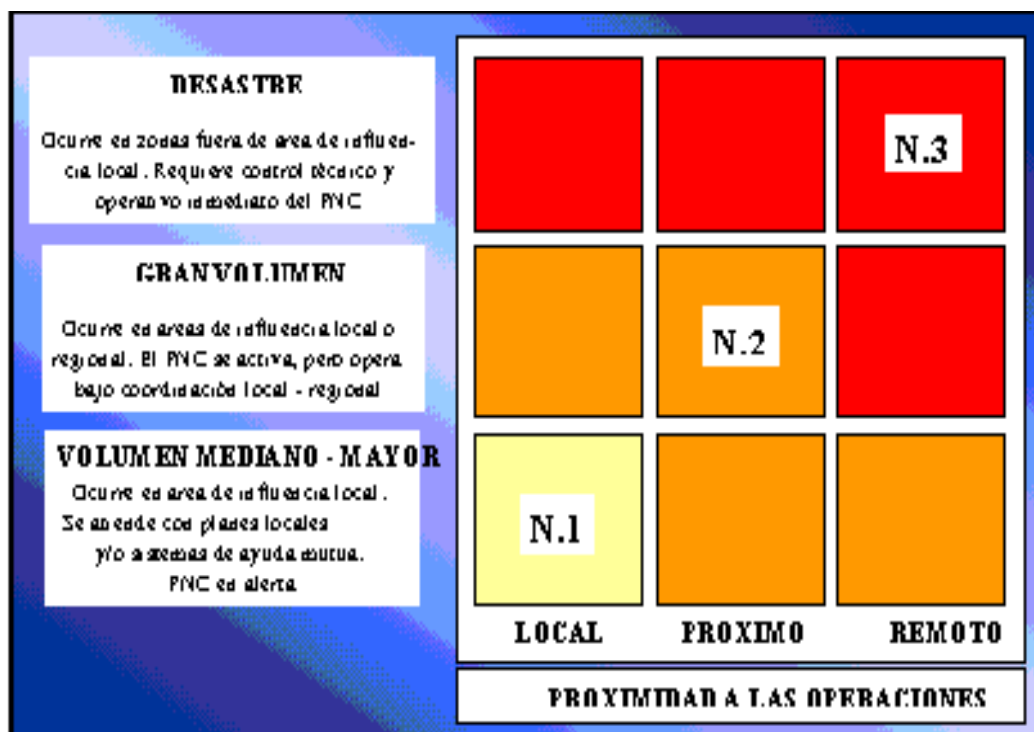 DESASTRE
Ocurre en zonas fuera de area de influen-
cia local. Requiere control técnico y
operativo inmediato del PNC
GRAN VOLUMEN
Ocurre en areas de influencia local o
regional. El PNC se activa, pero opera
bajo coordinación local - regional
VOLUMEN MEDIANO - MAYOR
Ocurre en area de influencia local.
Se atiende con planes locales
y/o sistemas de ayuda mutua.
PNC en alerta
N.3
N.2
N.1
LOCAL PROXIMO REMOTO
PROXIMIDAD A LAS OPERACIONES